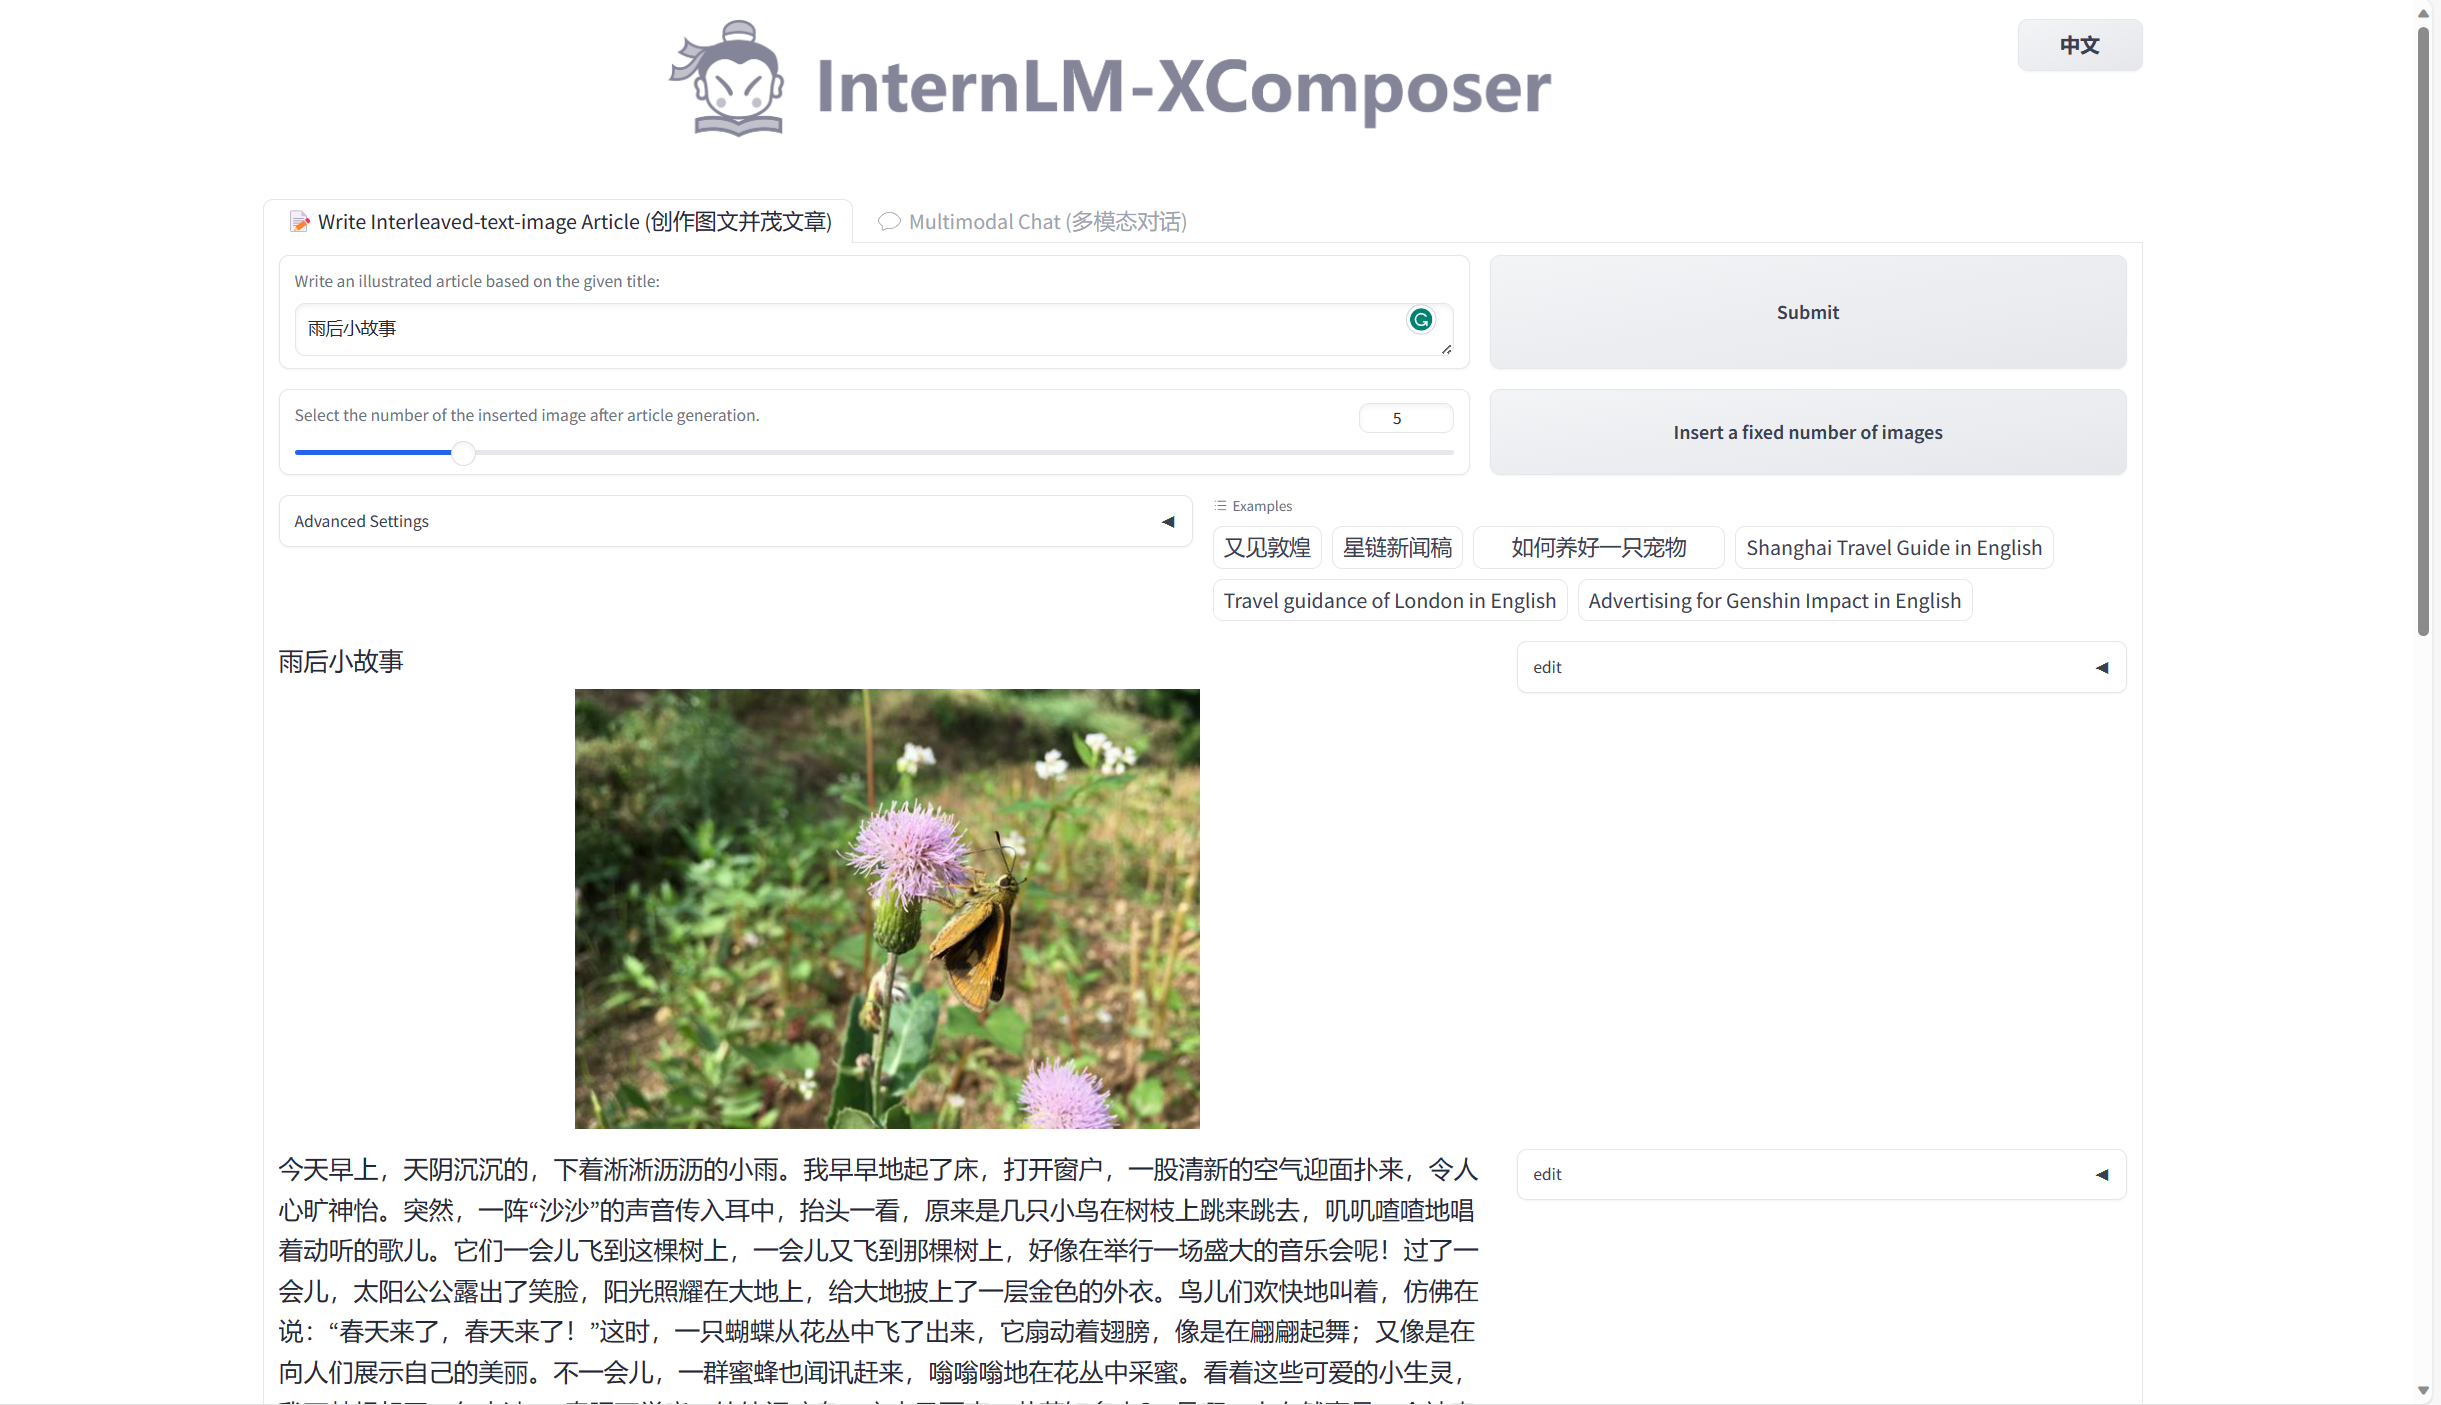 InternLM-XComposer
中文
📝 Write Interleaved-text-image Article (创作图文并茂文章)
💬 Multimodal Chat (多模态对话)
Write an illustrated article based on the given title:
雨后小故事
Submit
Select the number of the inserted image after article generation.
5
Insert a fixed number of images
Advanced Settings
Examples
又见敦煌
星链新闻稿
如何养好一只宠物
Shanghai Travel Guide in English
Travel guidance of London in English
Advertising for Genshin Impact in English
雨后小故事
edit
今天早上，天阴沉沉的，下着淅淅沥沥的小雨。我早早地起了床，打开窗户，一股清新的空气迎面扑来，令人
心旷神怡。突然，一阵“沙沙”的声音传入耳中，抬头一看，原来是几只小鸟在树枝上跳来跳去，叽叽喳喳地唱
着动听的歌儿。它们一会儿飞到这棵树上，一会儿又飞到那棵树上，好像在举行一场盛大的音乐会呢！过了一
会儿，太阳公公露出了笑脸，阳光照耀在大地上，给大地披上了一层金色的外衣。鸟儿们欢快地叫着，仿佛在
说：“春天来了，春天来了！”这时，一只蝴蝶从花丛中飞了出来，它扇动着翅膀，像是在翩翩起舞；又像是在
向人们展示自己的美丽。不一会儿，一群蜜蜂也闻讯赶来，嗡嗡嗡地在花丛中采蜜。看着这些可爱的小生灵，
edit